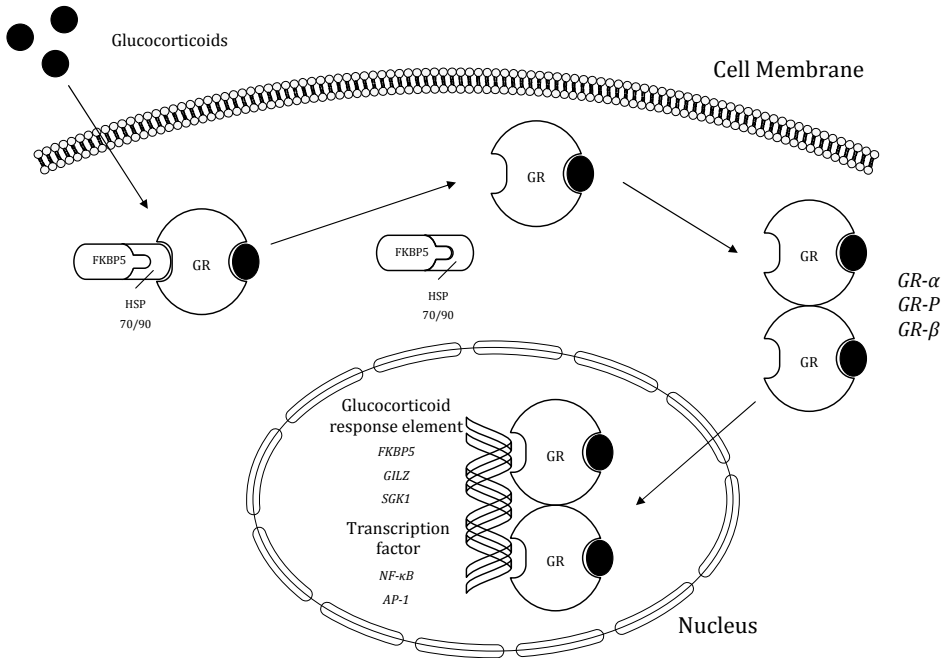 Glucocorticoids
Cell Membrane
GR
FKBP5
GR
HSP
70/90
FKBP5
HSP
70/90
GR
GR
GR-α
GR-P
GR-β
Glucocorticoid
response element
FKBP5
GILZ
SGK1
Transcription
factor
NF-κB
AP-1
GR
GR
Nucleus